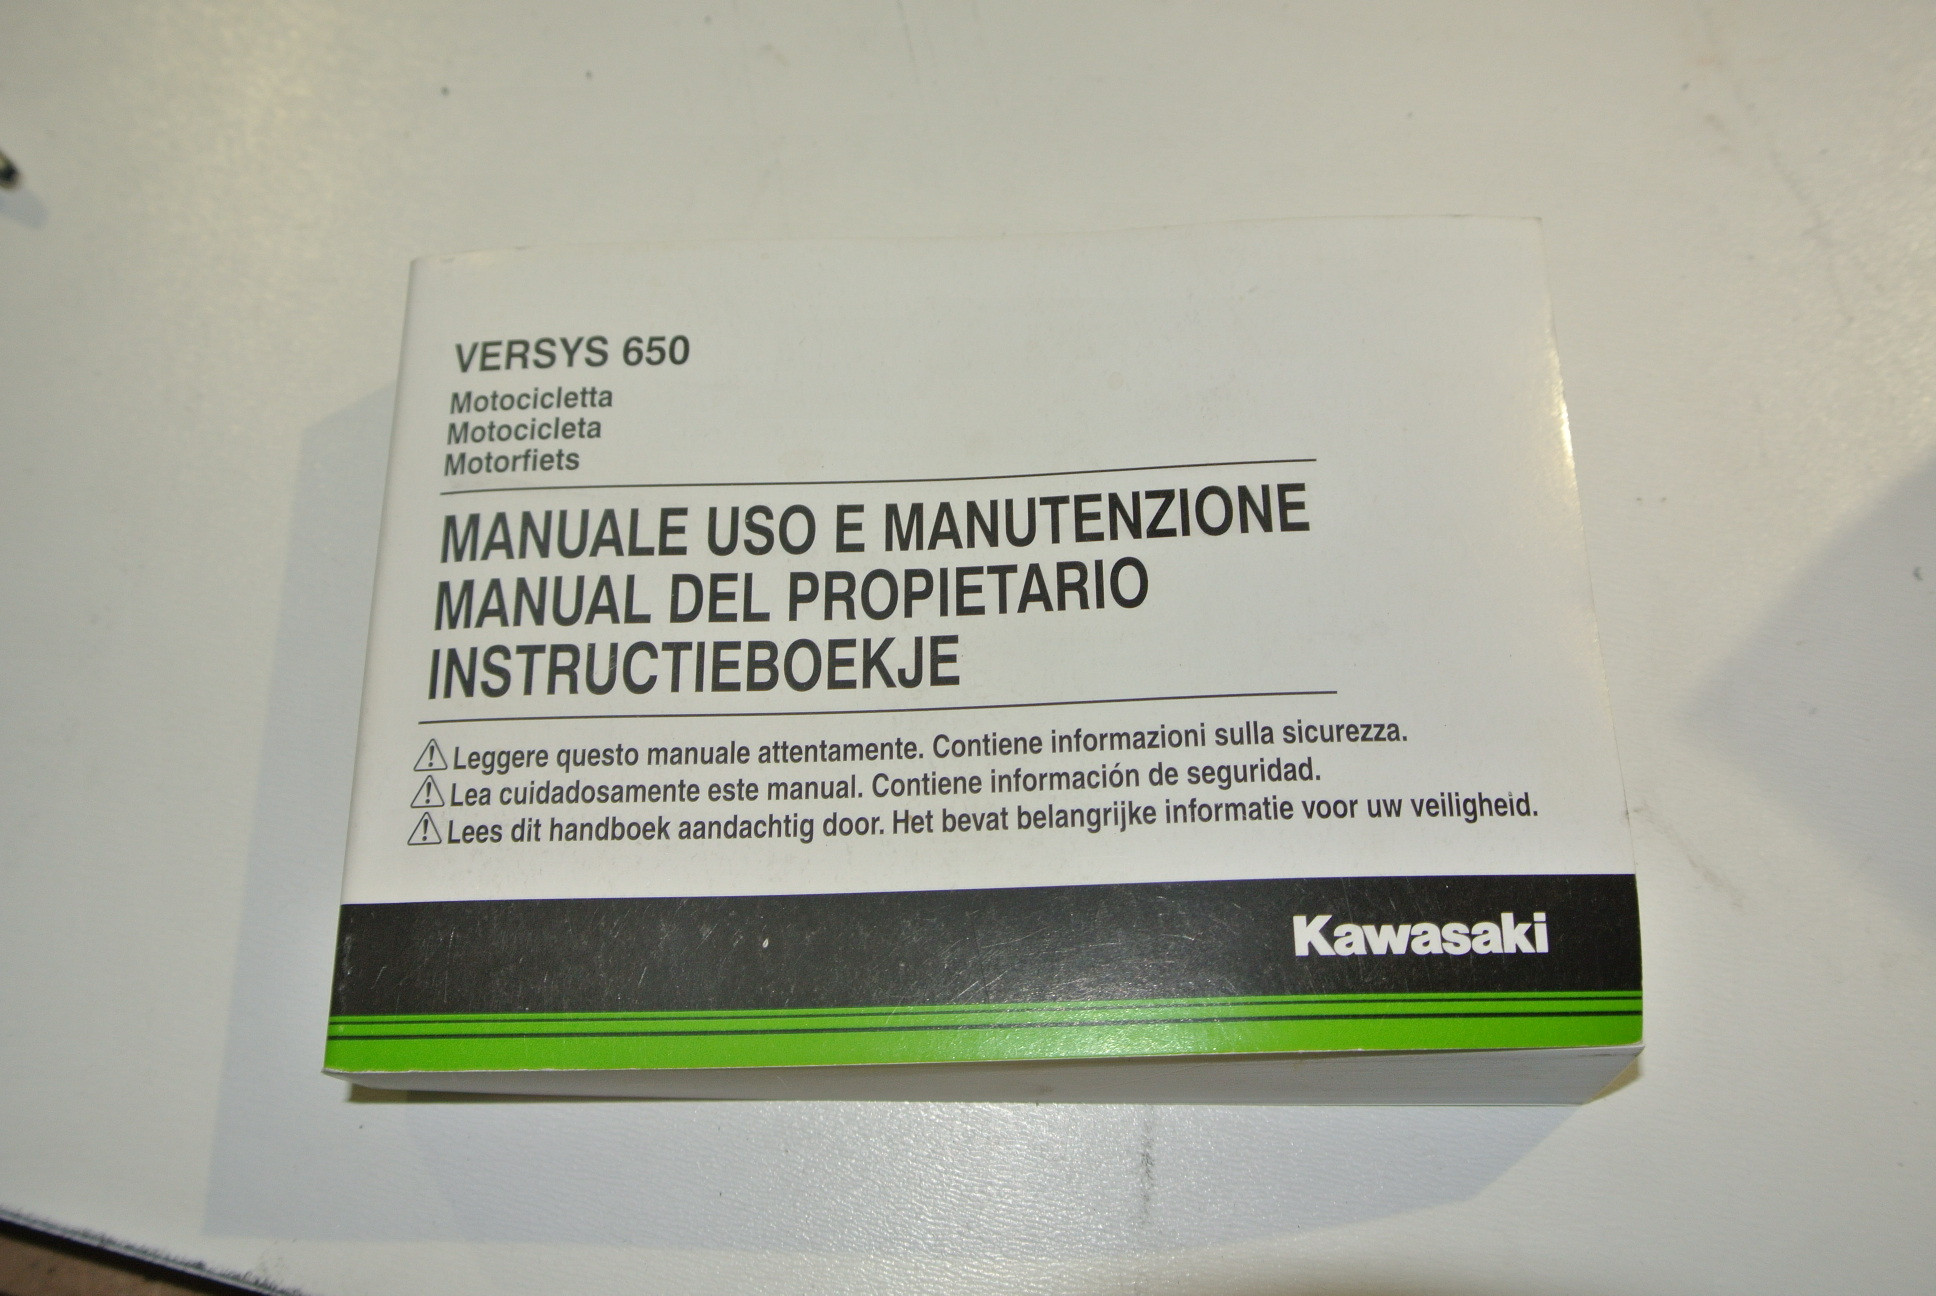 VERSYS 650
Motocicletta
Motocicleta
Motorfiets
MANUALE USO E MANUTENZIONE
MANUAL DEL PROPIETARIO
INSTRUCTIEBOEKJE
Leggere questo manuale attentamente. Contiene informazioni sulla sicurezza.
Lea cuidadosamente este manual. Contiene información de seguridad.
Lees dit handboek aandachtig door. Het bevat belangrijke informatie voor uw veiligheid.
Kawasaki